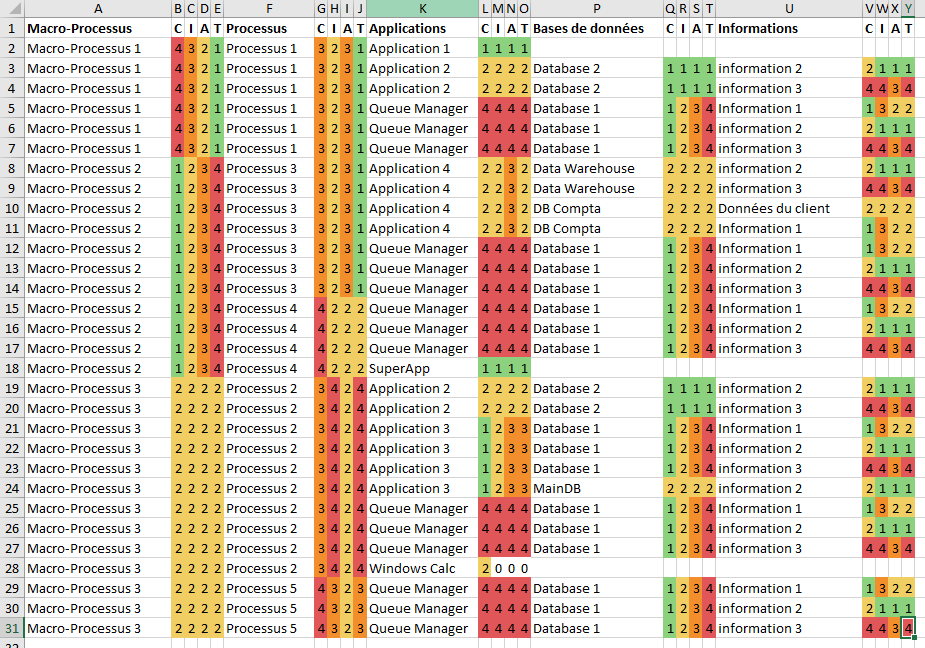 A B C D E F G H I J K L M N O P Q R S T U V W X Y
1 Macro-Processus C I A T Processus C I A T Applications C I A T Bases de données C I A T Informations C I A T
2 Macro-Processus 1 4 3 2 1 Processus 1 3 2 3 1 Application 1 1 1 1 1
3 Macro-Processus 1 4 3 2 1 Processus 1 3 2 3 1 Application 2 2 2 2 2 Database 2 1 1 1 1 information 2 2 1 1 1
4 Macro-Processus 1 4 3 2 1 Processus 1 3 2 3 1 Application 2 2 2 2 2 Database 2 1 1 1 1 information 3 4 4 3 4
5 Macro-Processus 1 4 3 2 1 Processus 1 3 2 3 1 Queue Manager 4 4 4 4 Database 1 1 2 3 4 Information 1 1 3 2 2
6 Macro-Processus 1 4 3 2 1 Processus 1 3 2 3 1 Queue Manager 4 4 4 4 Database 1 1 2 3 4 information 2 2 1 1 1
7 Macro-Processus 1 4 3 2 1 Processus 1 3 2 3 1 Queue Manager 4 4 4 4 Database 1 1 2 3 4 information 3 4 4 3 4
8 Macro-Processus 2 1 2 3 4 Processus 3 3 2 3 1 Application 4 2 2 3 2 Data Warehouse 2 2 2 2 information 2 2 1 1 1
9 Macro-Processus 2 1 2 3 4 Processus 3 3 2 3 1 Application 4 2 2 3 2 Data Warehouse 2 2 2 2 information 3 4 4 3 4
10 Macro-Processus 2 1 2 3 4 Processus 3 3 2 3 1 Application 4 2 2 3 2 DB Compta 2 2 2 2 Données du client 2 2 2 2
11 Macro-Processus 2 1 2 3 4 Processus 3 3 2 3 1 Application 4 2 2 3 2 DB Compta 2 2 2 2 Information 1 1 3 2 2
12 Macro-Processus 2 1 2 3 4 Processus 3 3 2 3 1 Queue Manager 4 4 4 4 Database 1 1 2 3 4 Information 1 1 3 2 2
13 Macro-Processus 2 1 2 3 4 Processus 3 3 2 3 1 Queue Manager 4 4 4 4 Database 1 1 2 3 4 information 2 2 1 1 1
14 Macro-Processus 2 1 2 3 4 Processus 3 3 2 3 1 Queue Manager 4 4 4 4 Database 1 1 2 3 4 information 3 4 4 3 4
15 Macro-Processus 2 1 2 3 4 Processus 4 4 2 2 2 Queue Manager 4 4 4 4 Database 1 1 2 3 4 Information 1 1 3 2 2
16 Macro-Processus 2 1 2 3 4 Processus 4 4 2 2 2 Queue Manager 4 4 4 4 Database 1 1 2 3 4 information 2 2 1 1 1
17 Macro-Processus 2 1 2 3 4 Processus 4 4 2 2 2 Queue Manager 4 4 4 4 Database 1 1 2 3 4 information 3 4 4 3 4
18 Macro-Processus 2 1 2 3 4 Processus 4 4 2 2 2 SuperApp 1 1 1 1
19 Macro-Processus 3 2 2 2 2 Processus 2 3 4 2 4 Application 2 2 2 2 2 Database 2 1 1 1 1 information 2 2 1 1 1
20 Macro-Processus 3 2 2 2 2 Processus 2 3 4 2 4 Application 2 2 2 2 2 Database 2 1 1 1 1 information 3 4 4 3 4
21 Macro-Processus 3 2 2 2 2 Processus 2 3 4 2 4 Application 3 1 2 3 3 Database 1 1 2 3 4 Information 1 1 3 2 2
22 Macro-Processus 3 2 2 2 2 Processus 2 3 4 2 4 Application 3 1 2 3 3 Database 1 1 2 3 4 information 2 2 1 1 1
23 Macro-Processus 3 2 2 2 2 Processus 2 3 4 2 4 Application 3 1 2 3 3 Database 1 1 2 3 4 information 3 4 4 3 4
24 Macro-Processus 3 2 2 2 2 Processus 2 3 4 2 4 Application 3 1 2 3 3 MainDB 2 2 2 2 information 2 2 1 1 1
25 Macro-Processus 3 2 2 2 2 Processus 2 3 4 2 4 Queue Manager 4 4 4 4 Database 1 1 2 3 4 Information 1 1 3 2 2
26 Macro-Processus 3 2 2 2 2 Processus 2 3 4 2 4 Queue Manager 4 4 4 4 Database 1 1 2 3 4 information 2 2 1 1 1
27 Macro-Processus 3 2 2 2 2 Processus 2 3 4 2 4 Queue Manager 4 4 4 4 Database 1 1 2 3 4 information 3 4 4 3 4
28 Macro-Processus 3 2 2 2 2 Processus 2 3 4 2 4 Windows Calc 2 0 0 0
29 Macro-Processus 3 2 2 2 2 Processus 5 4 3 2 3 Queue Manager 4 4 4 4 Database 1 1 2 3 4 Information 1 1 3 2 2
30 Macro-Processus 3 2 2 2 2 Processus 5 4 3 2 3 Queue Manager 4 4 4 4 Database 1 1 2 3 4 information 2 2 1 1 1
31 Macro-Processus 3 2 2 2 2 Processus 5 4 3 2 3 Queue Manager 4 4 4 4 Database 1 1 2 3 4 information 3 4 4 3 4